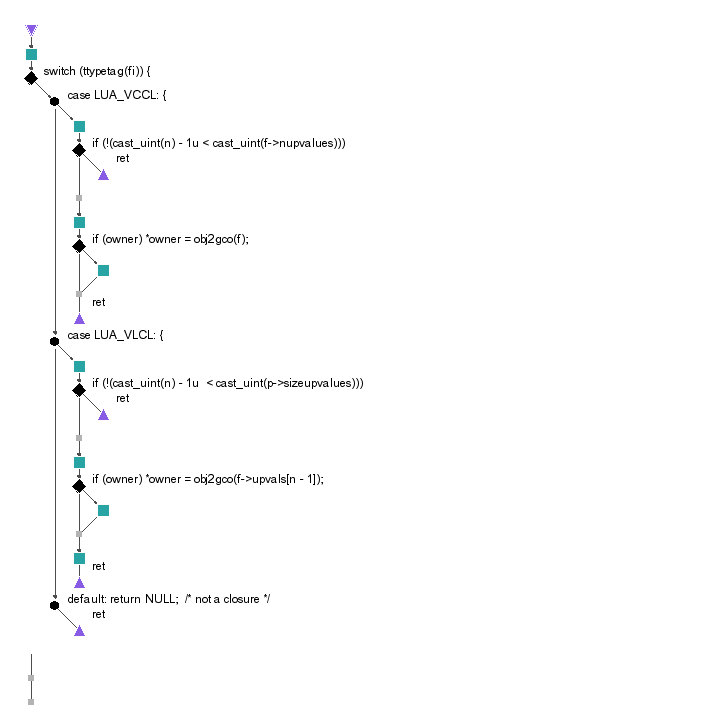 switch (ttypetag(fi)) {
case LUA_VCCL: {
if (!(cast_uint(n) - 1u < cast_uint(f->nupvalues)))
ret
if (owner) *owner = obj2gco(f);
ret
case LUA_VLCL: {
if (!(cast_uint(n) - 1u  < cast_uint(p->sizeupvalues)))
ret
if (owner) *owner = obj2gco(f->upvals[n - 1]);
ret
default: return NULL;  /* not a closure */
ret